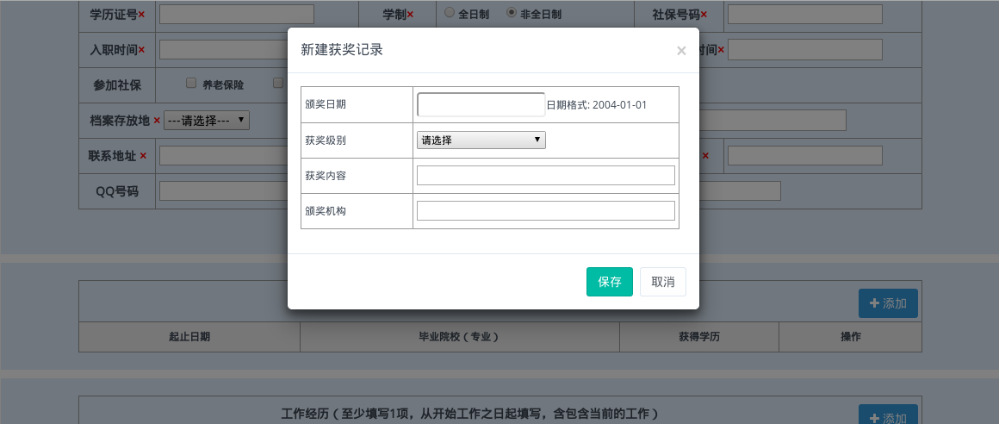 学历证号× 学制× 全日制 非全日制 社保号码×
入职时间× 时间×
新建获奖记录 ×
参加社保 养老保险
颁奖日期 日期格式: 2004-01-01
档案存放地 × ---请选择---
获奖级别 请选择
联系地址 × ×
获奖内容
QQ号码
颁奖机构
保存 取消
添加
起止日期 毕业院校（专业） 获得学历 操作
工作经历（至少填写1项，从开始工作之日起填写，含包含当前的工作）
添加